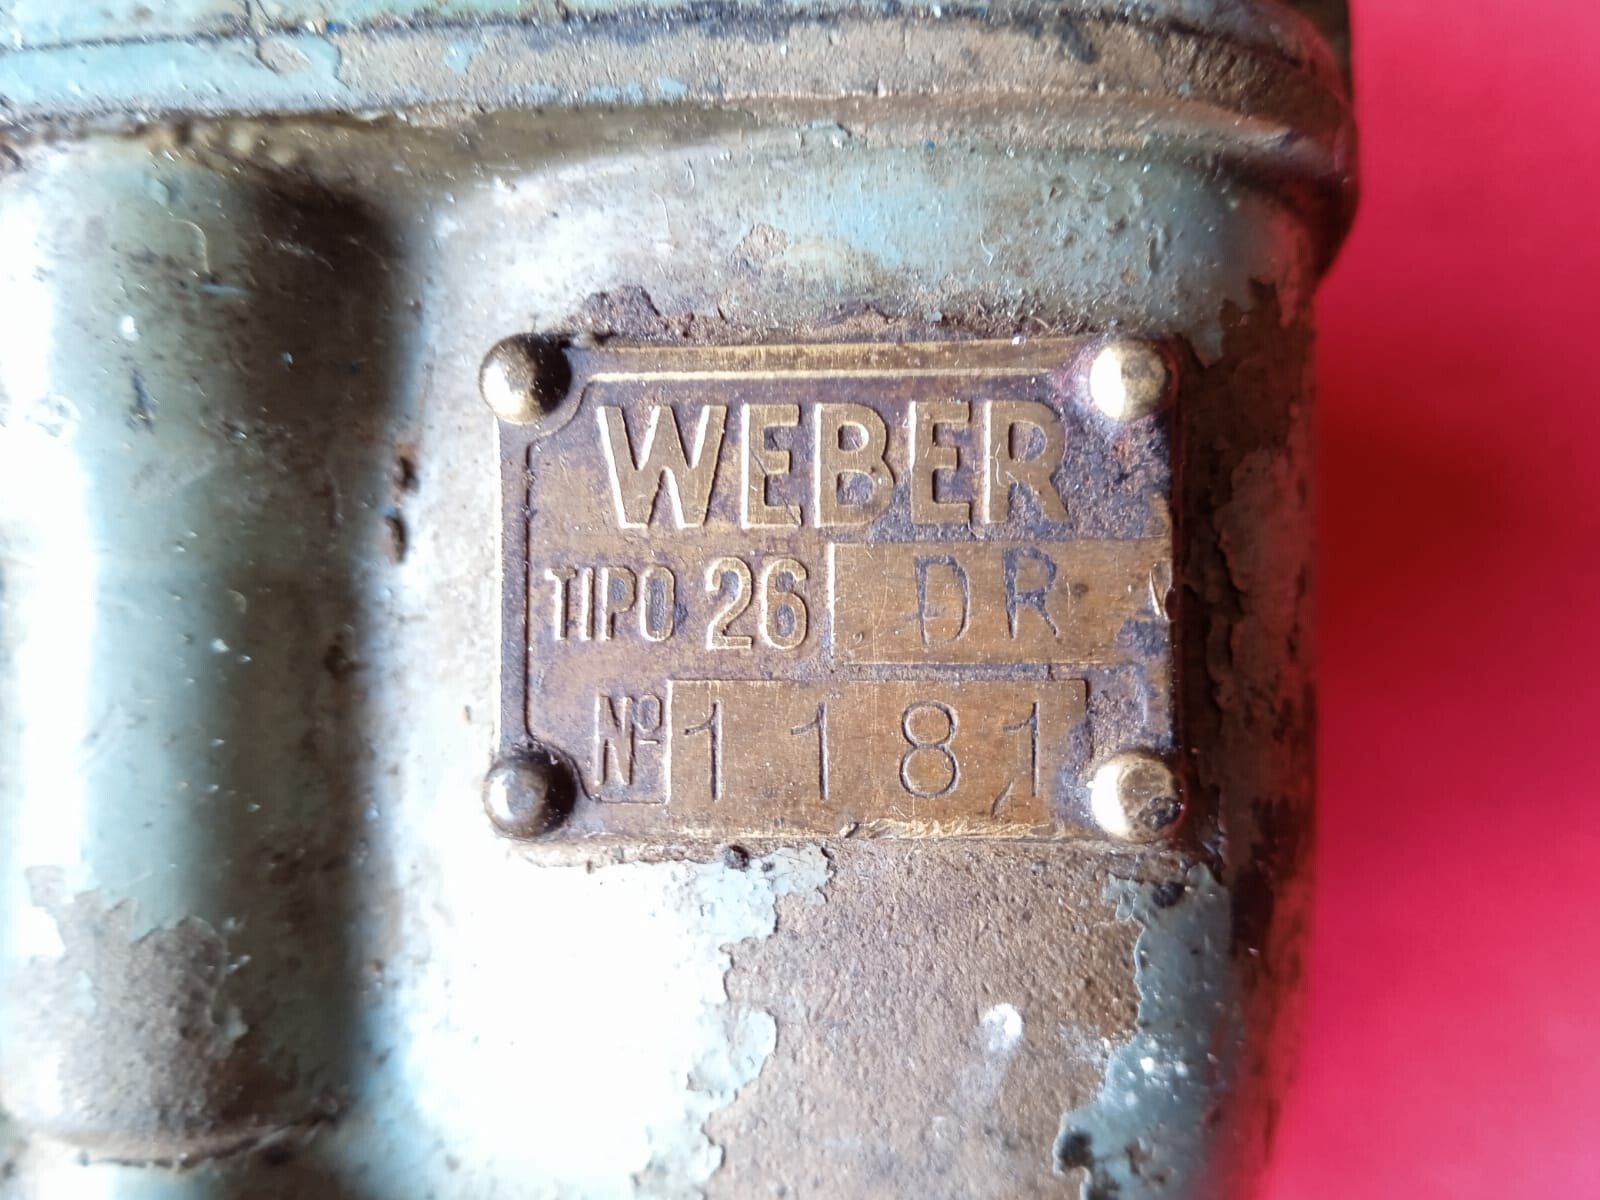 WEBER
TIPO 26 DR
Nº 1181